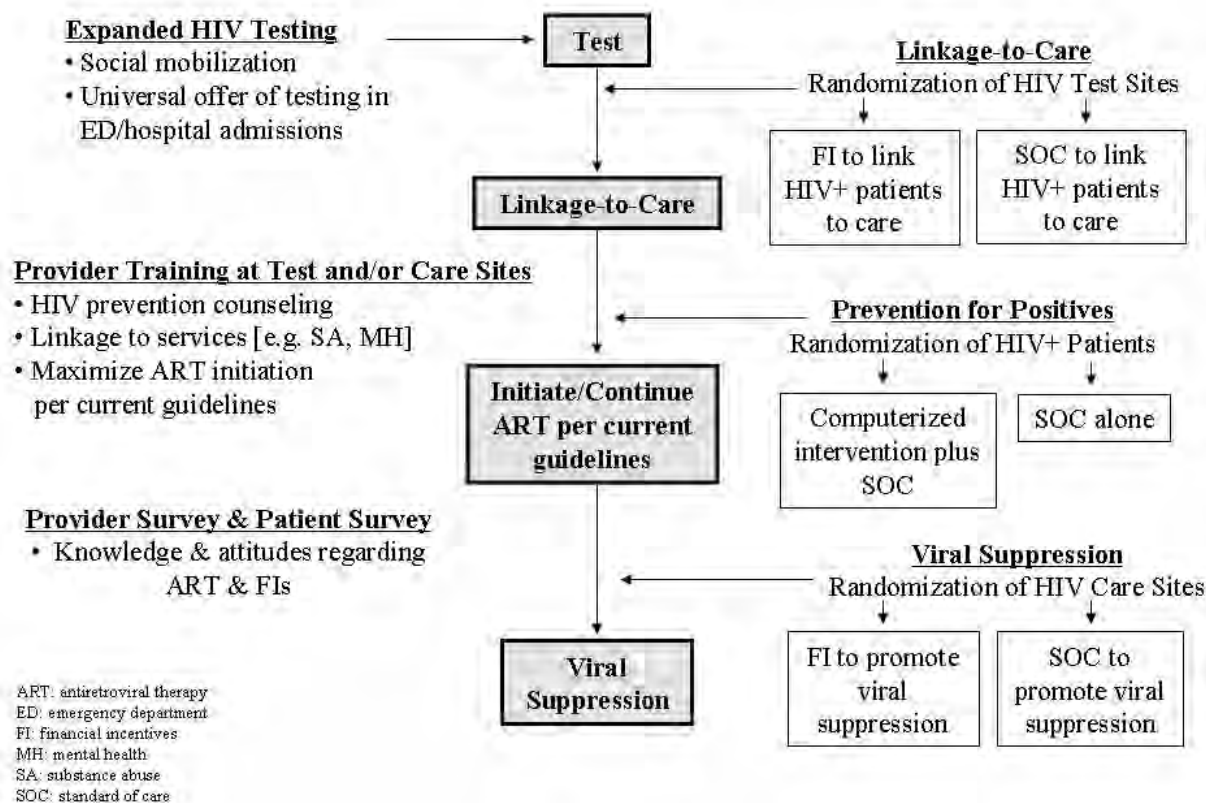 Expanded HIV Testing
• Social mobilization
• Universal offer of testing in
ED/hospital admissions
Test
Linkage-to-Care
Randomization of HIV Test Sites
FI to link
HIV+ patients
to care
SOC to link
HIV+ patients
to care
Linkage-to-Care
Provider Training at Test and/or Care Sites
• HIV prevention counseling
• Linkage to services [e.g. SA, MH]
• Maximize ART initiation
per current guidelines
Prevention for Positives
Randomization of HIV+ Patients
Computerized
intervention plus
SOC
SOC alone
Initiate/Continue
ART per current
guidelines
Provider Survey & Patient Survey
• Knowledge & attitudes regarding
ART & FIs
Viral Suppression
Randomization of HIV Care Sites
FI to promote
viral
suppression
SOC to
promote viral
suppression
Viral
Suppression
ART: antiretroviral therapy
ED: emergency department
FI: financial incentives
MH: mental health
SA: substance abuse
SOC: standard of care